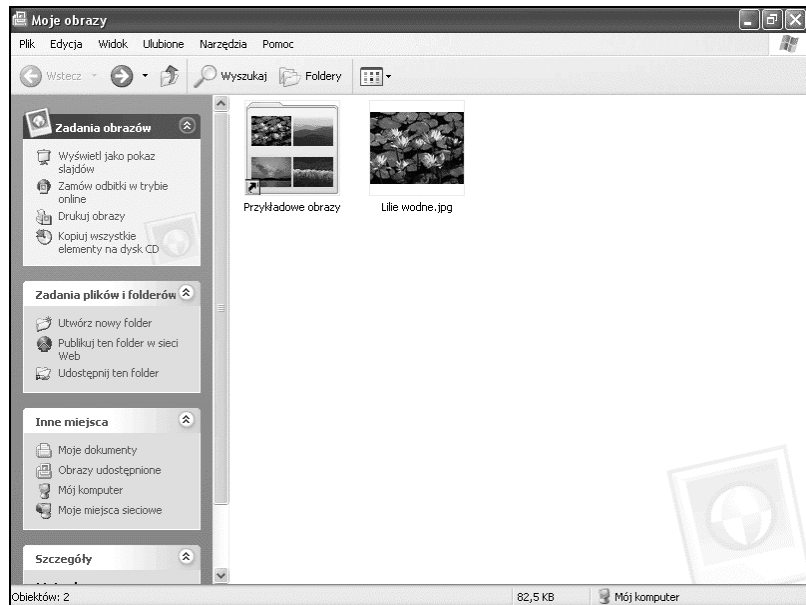 Moje obrazy
Plik Edycja Widok Ulubione Narzędzia Pomoc
Wstecz Wyszukaj Foldery
Zadania obrazów
Wyświetl jako pokaz
slajdów
Zamów odbitki w trybie
online
Drukuj obrazy
Kopiuj wszystkie
elementy na dysk CD
Zadania plików i folderów
Utwórz nowy folder
Publikuj ten folder w sieci
Web
Udostępnij ten folder
Inne miejsca
Moje dokumenty
Obrazy udostępnione
Mój komputer
Moje miejsca sieciowe
Szczegóły
Przykładowe obrazy
Lilie wodne.jpg
Obiektów: 2 82,5 KB Mój komputer